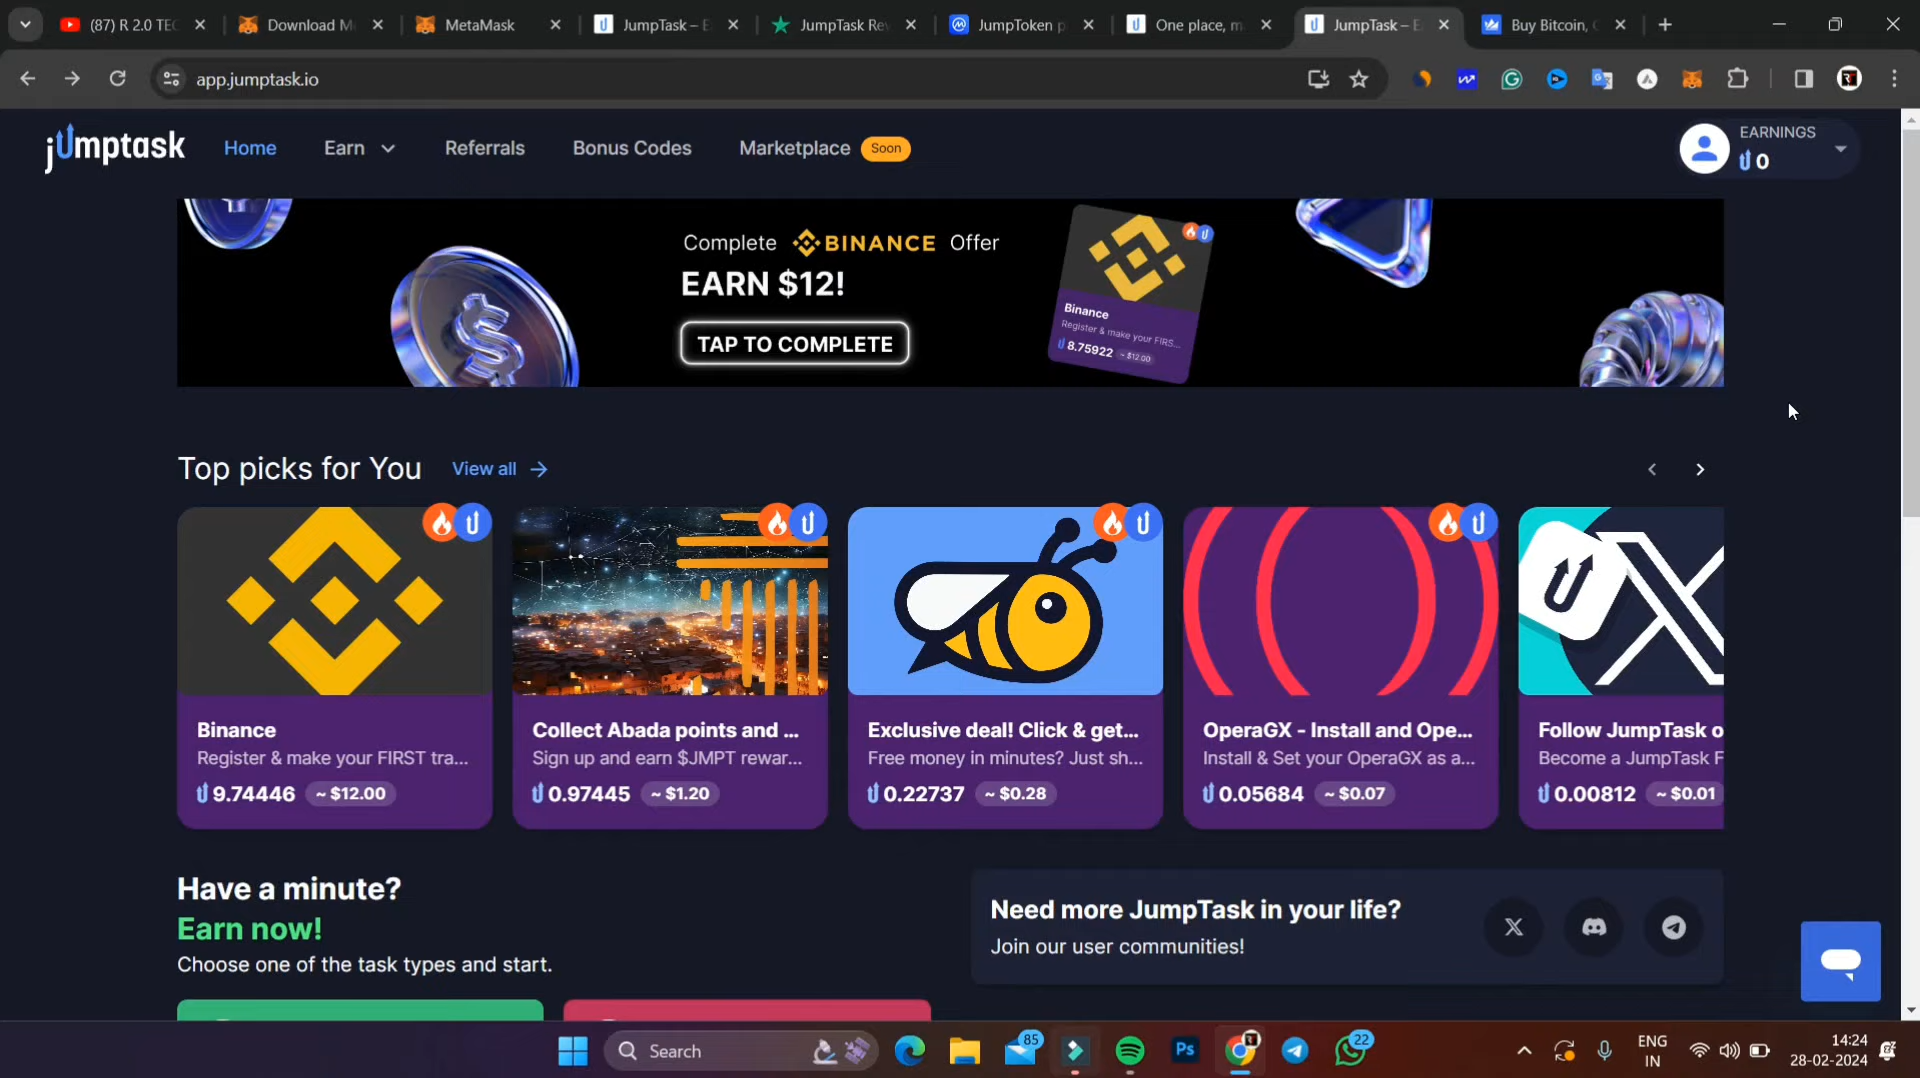 (87) R 2.0 TEC
Download M
MetaMask
JumpTask – E
JumpTask Rev
JumpToken p
One place, m
JumpTask – E
Buy Bitcoin,
app.jumptask.io
jumptask
Home
Earn
Referrals
Bonus Codes
Marketplace
Soon
EARNINGS
0
Complete BINANCE Offer
EARN $12!
TAP TO COMPLETE
Binance
Register & make your FIRS...
8.75922 ~ $12.00
Top picks for You
View all
Binance
Register & make your FIRST tra...
9.74446 ~ $12.00
Collect Abada points and ...
Sign up and earn $JMPT rewar...
0.97445 ~ $1.20
Exclusive deal! Click & get...
Free money in minutes? Just sh...
0.22737 ~ $0.28
OperaGX - Install and Ope...
Install & Set your OperaGX as a...
0.05684 ~ $0.07
Follow JumpTask o
Become a JumpTask F
0.00812 ~ $0.01
Have a minute?
Earn now!
Choose one of the task types and start.
Need more JumpTask in your life?
Join our user communities!
Search
85
Ps
22
ENG
IN
14:24
28-02-2024